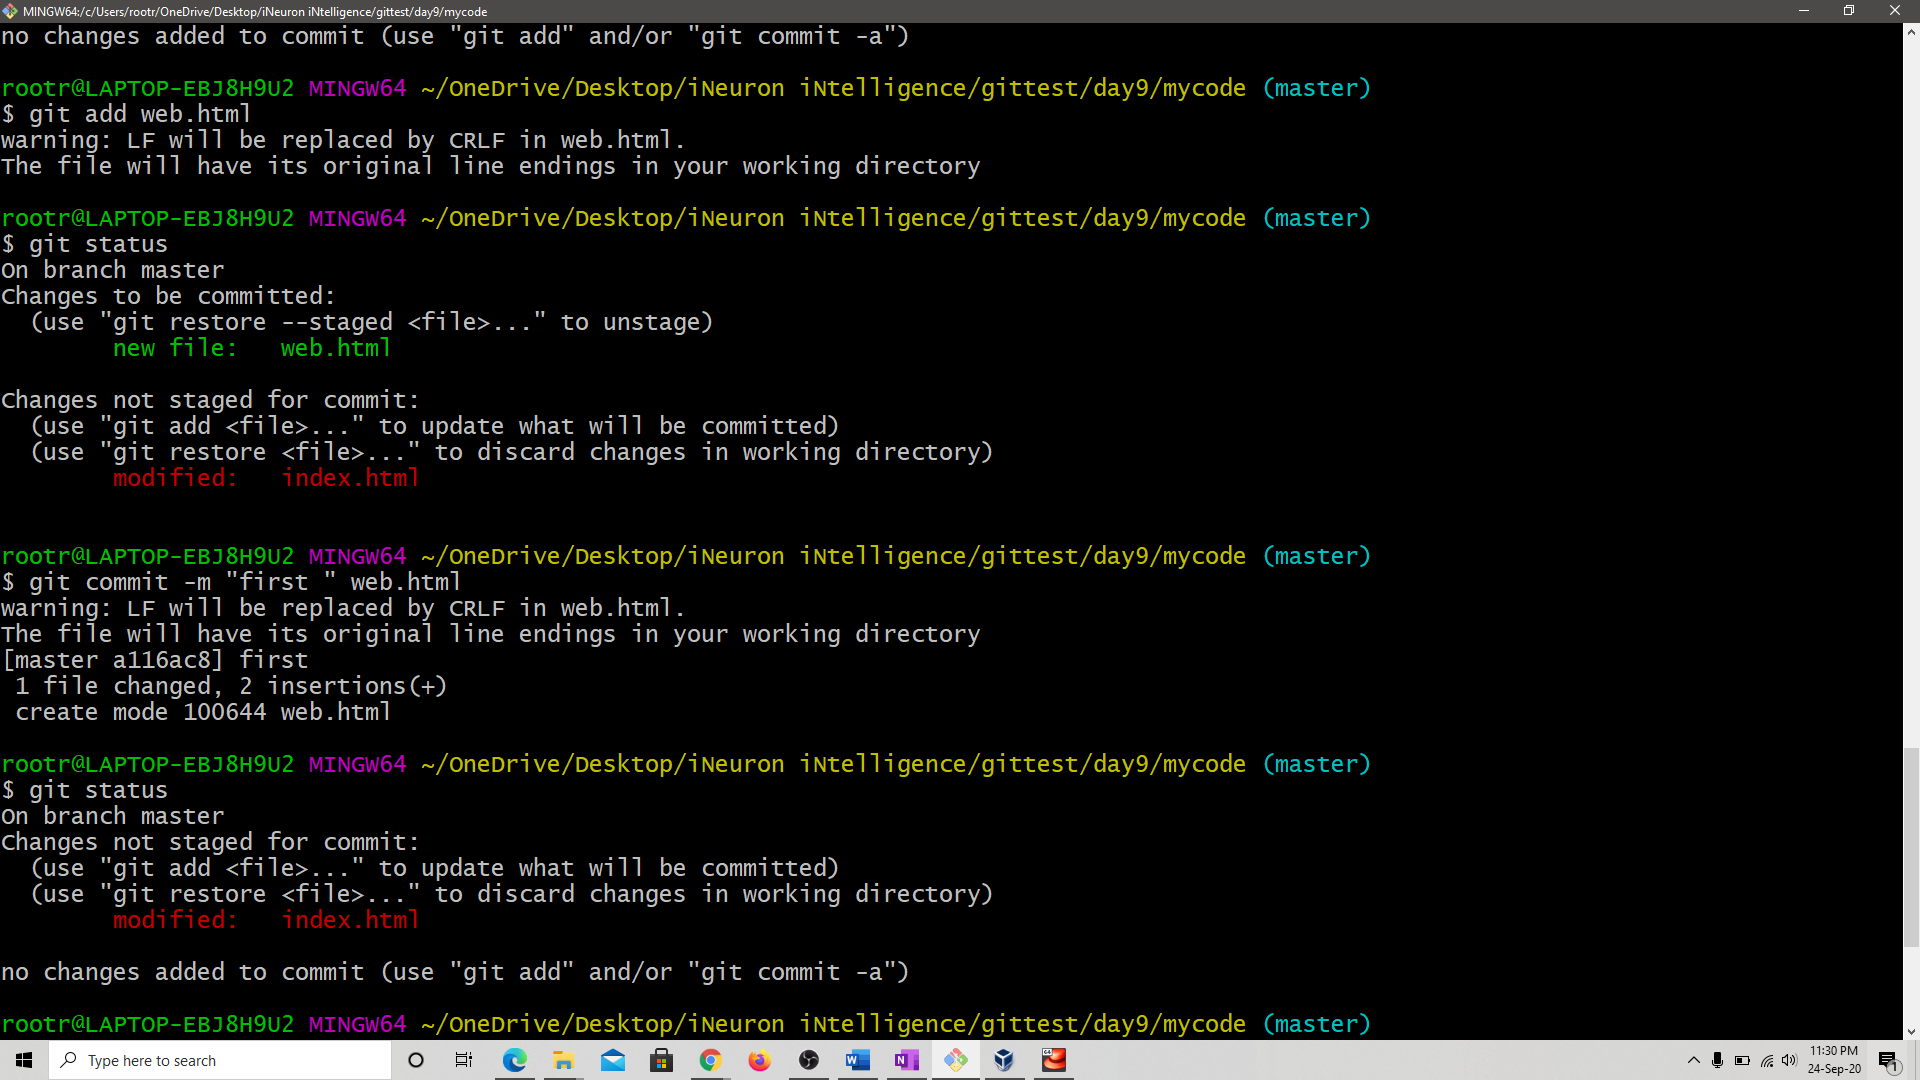 MINGW64:/c/Users/rootr/OneDrive/Desktop/iNeuron iNtelligence/gittest/day9/mycode
no changes added to commit (use "git add" and/or "git commit -a")
rootr@LAPTOP-EBJ8H9U2 MINGW64 ~/OneDrive/Desktop/iNeuron iNtelligence/gittest/day9/mycode (master)
$ git add web.html
warning: LF will be replaced by CRLF in web.html.
The file will have its original line endings in your working directory
rootr@LAPTOP-EBJ8H9U2 MINGW64 ~/OneDrive/Desktop/iNeuron iNtelligence/gittest/day9/mycode (master)
$ git status
On branch master
Changes to be committed:
  (use "git restore --staged <file>..." to unstage)
        new file:   web.html
Changes not staged for commit:
  (use "git add <file>..." to update what will be committed)
  (use "git restore <file>..." to discard changes in working directory)
        modified:   index.html
rootr@LAPTOP-EBJ8H9U2 MINGW64 ~/OneDrive/Desktop/iNeuron iNtelligence/gittest/day9/mycode (master)
$ git commit -m "first " web.html
warning: LF will be replaced by CRLF in web.html.
The file will have its original line endings in your working directory
[master a116ac8] first
 1 file changed, 2 insertions(+)
 create mode 100644 web.html
rootr@LAPTOP-EBJ8H9U2 MINGW64 ~/OneDrive/Desktop/iNeuron iNtelligence/gittest/day9/mycode (master)
$ git status
On branch master
Changes not staged for commit:
  (use "git add <file>..." to update what will be committed)
  (use "git restore <file>..." to discard changes in working directory)
        modified:   index.html
no changes added to commit (use "git add" and/or "git commit -a")
rootr@LAPTOP-EBJ8H9U2 MINGW64 ~/OneDrive/Desktop/iNeuron iNtelligence/gittest/day9/mycode (master)
Type here to search
11:30 PM
24-Sep-20
1